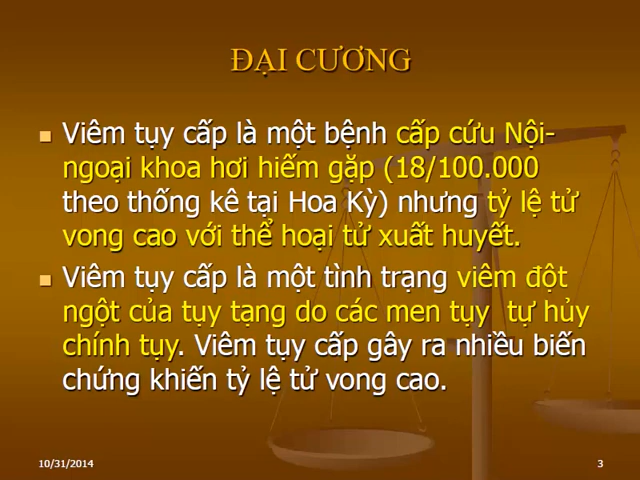 ĐẠI CƯƠNG
Viêm tụy cấp là một bệnh cấp cứu Nội-
ngoại khoa hơi hiếm gặp (18/100.000
theo thống kê tại Hoa Kỳ) nhưng tỷ lệ tử
vong cao với thể hoại tử xuất huyết.
Viêm tụy cấp là một tình trạng viêm đột
ngột của tụy tạng do các men tụy tự hủy
chính tụy. Viêm tụy cấp gây ra nhiều biến
chứng khiến tỷ lệ tử vong cao.
10/31/2014
3